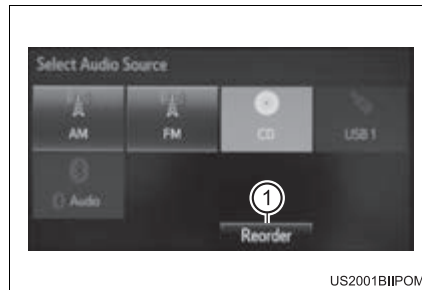 Select Audio Source
AM
FM
CD
USB 1
Audio
1
Reorder
US2001BIIPOM